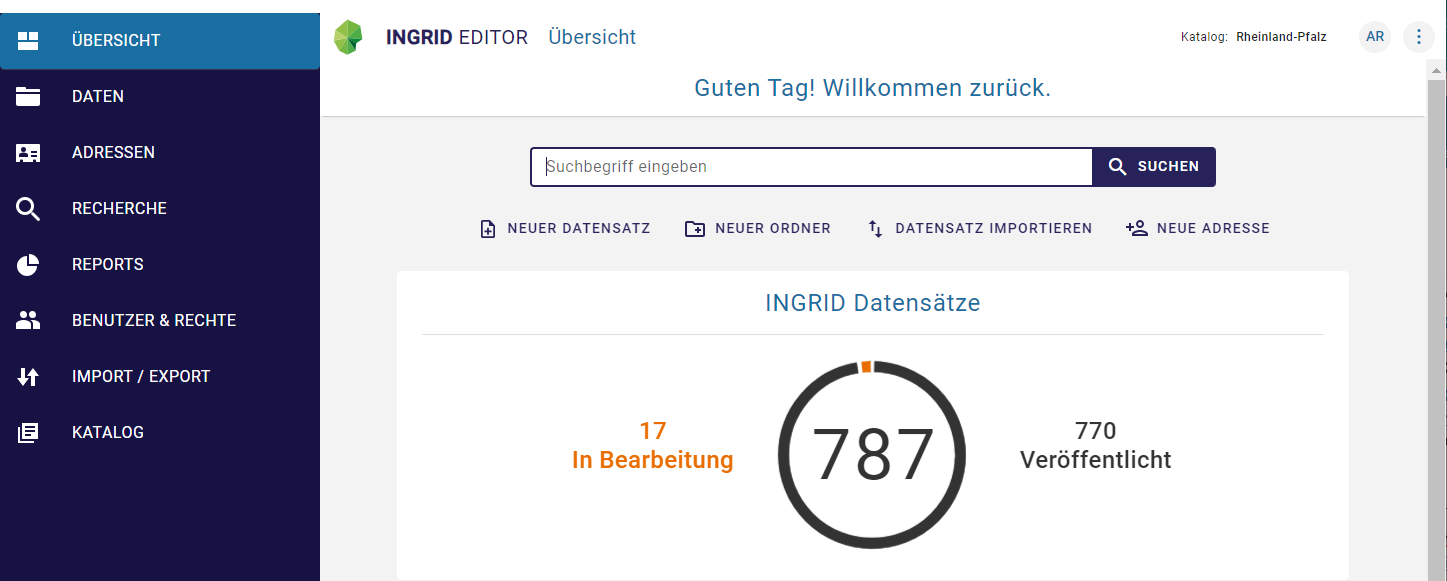 ÜBERSICHT
DATEN
ADRESSEN
RECHERCHE
REPORTS
BENUTZER & RECHTE
IMPORT / EXPORT
KATALOG
INGRID EDITOR Übersicht
Katalog: Rheinland-Pfalz AR
Guten Tag! Willkommen zurück.
Suchbegriff eingeben SUCHEN
NEUER DATENSATZ NEUER ORDNER DATENSATZ IMPORTIEREN NEUE ADRESSE
INGRID Datensätze
17
In Bearbeitung
787
770
Veröffentlicht